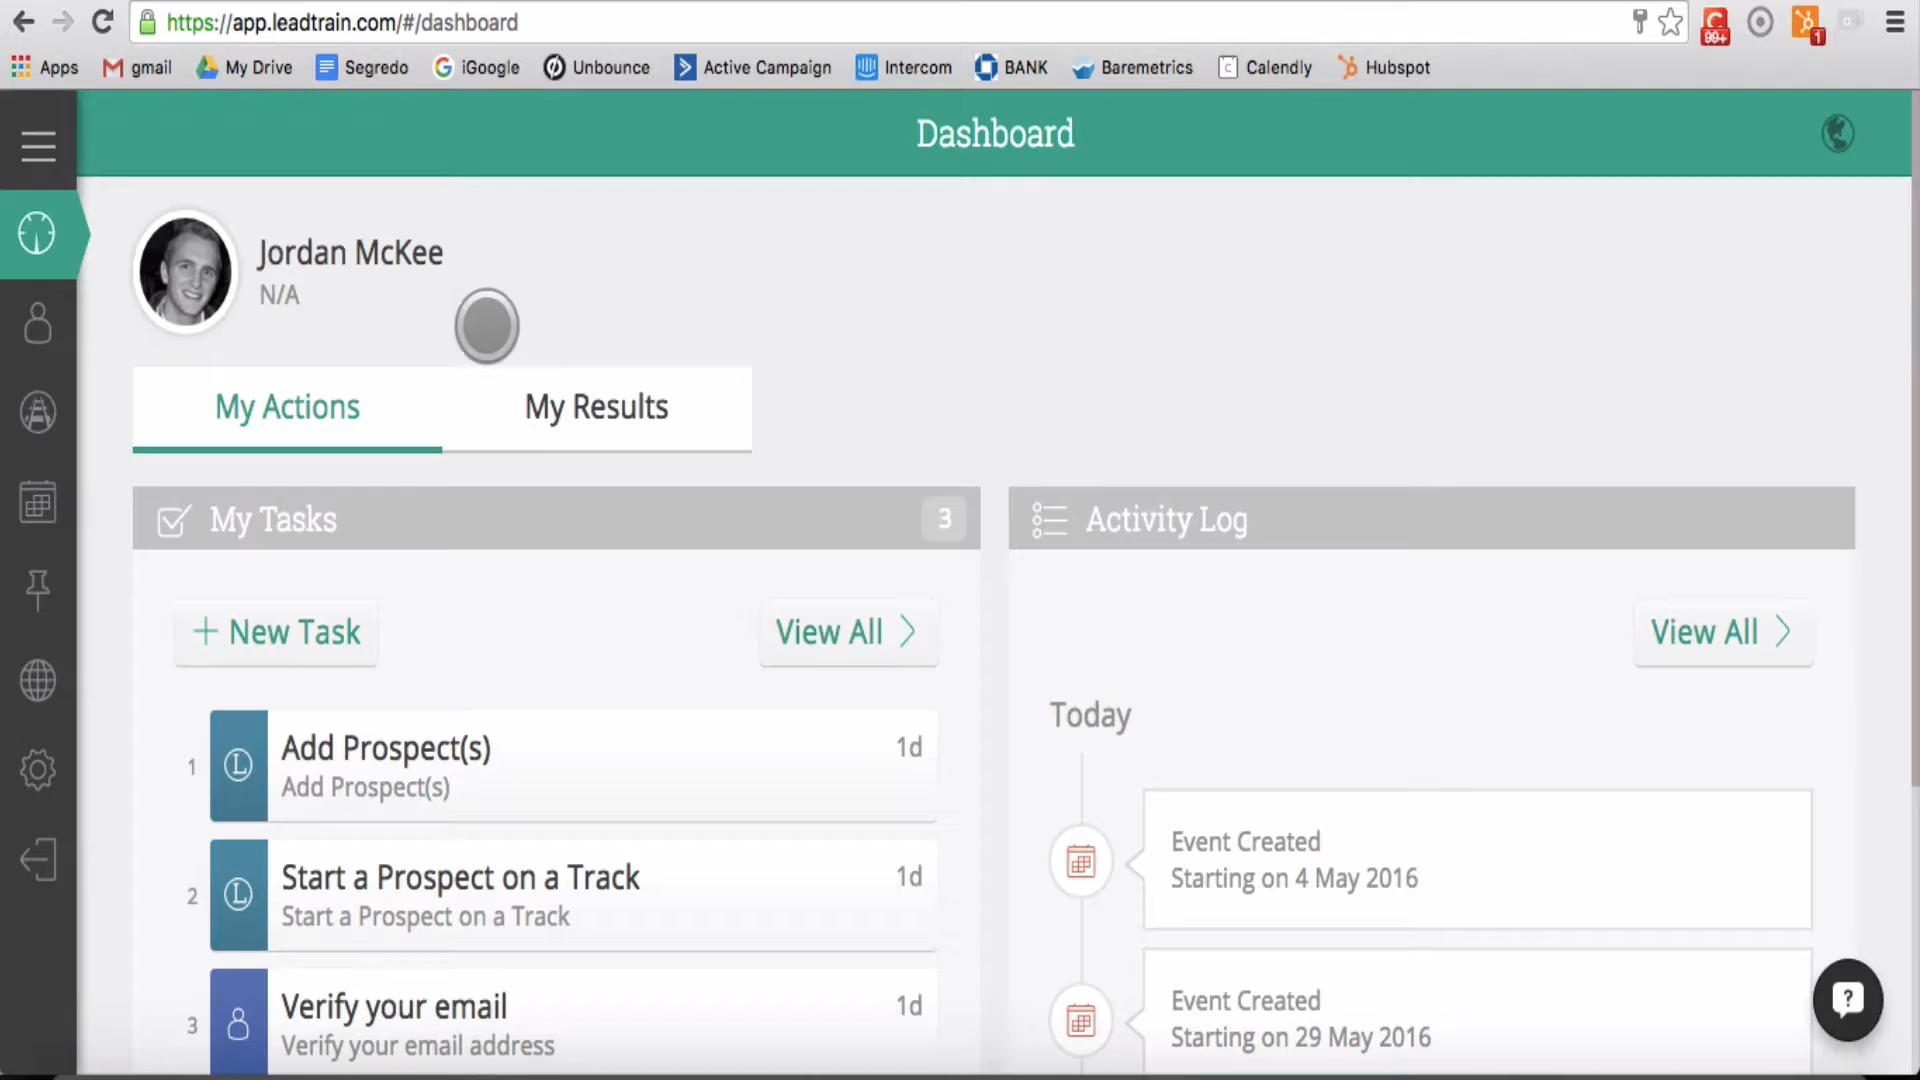 https://app.leadtrain.com/#/dashboard
99+
1
Apps gmail My Drive Segredo iGoogle Unbounce Active Campaign Intercom BANK Baremetrics Calendly Hubspot
Dashboard
Jordan McKee
N/A
My Actions My Results
My Tasks 3
Activity Log
+ New Task View All
View All
Today
1 Add Prospect(s) 1d
Add Prospect(s)
Event Created
Starting on 4 May 2016
2 Start a Prospect on a Track 1d
Start a Prospect on a Track
Event Created
Starting on 29 May 2016
3 Verify your email 1d
Verify your email address
?